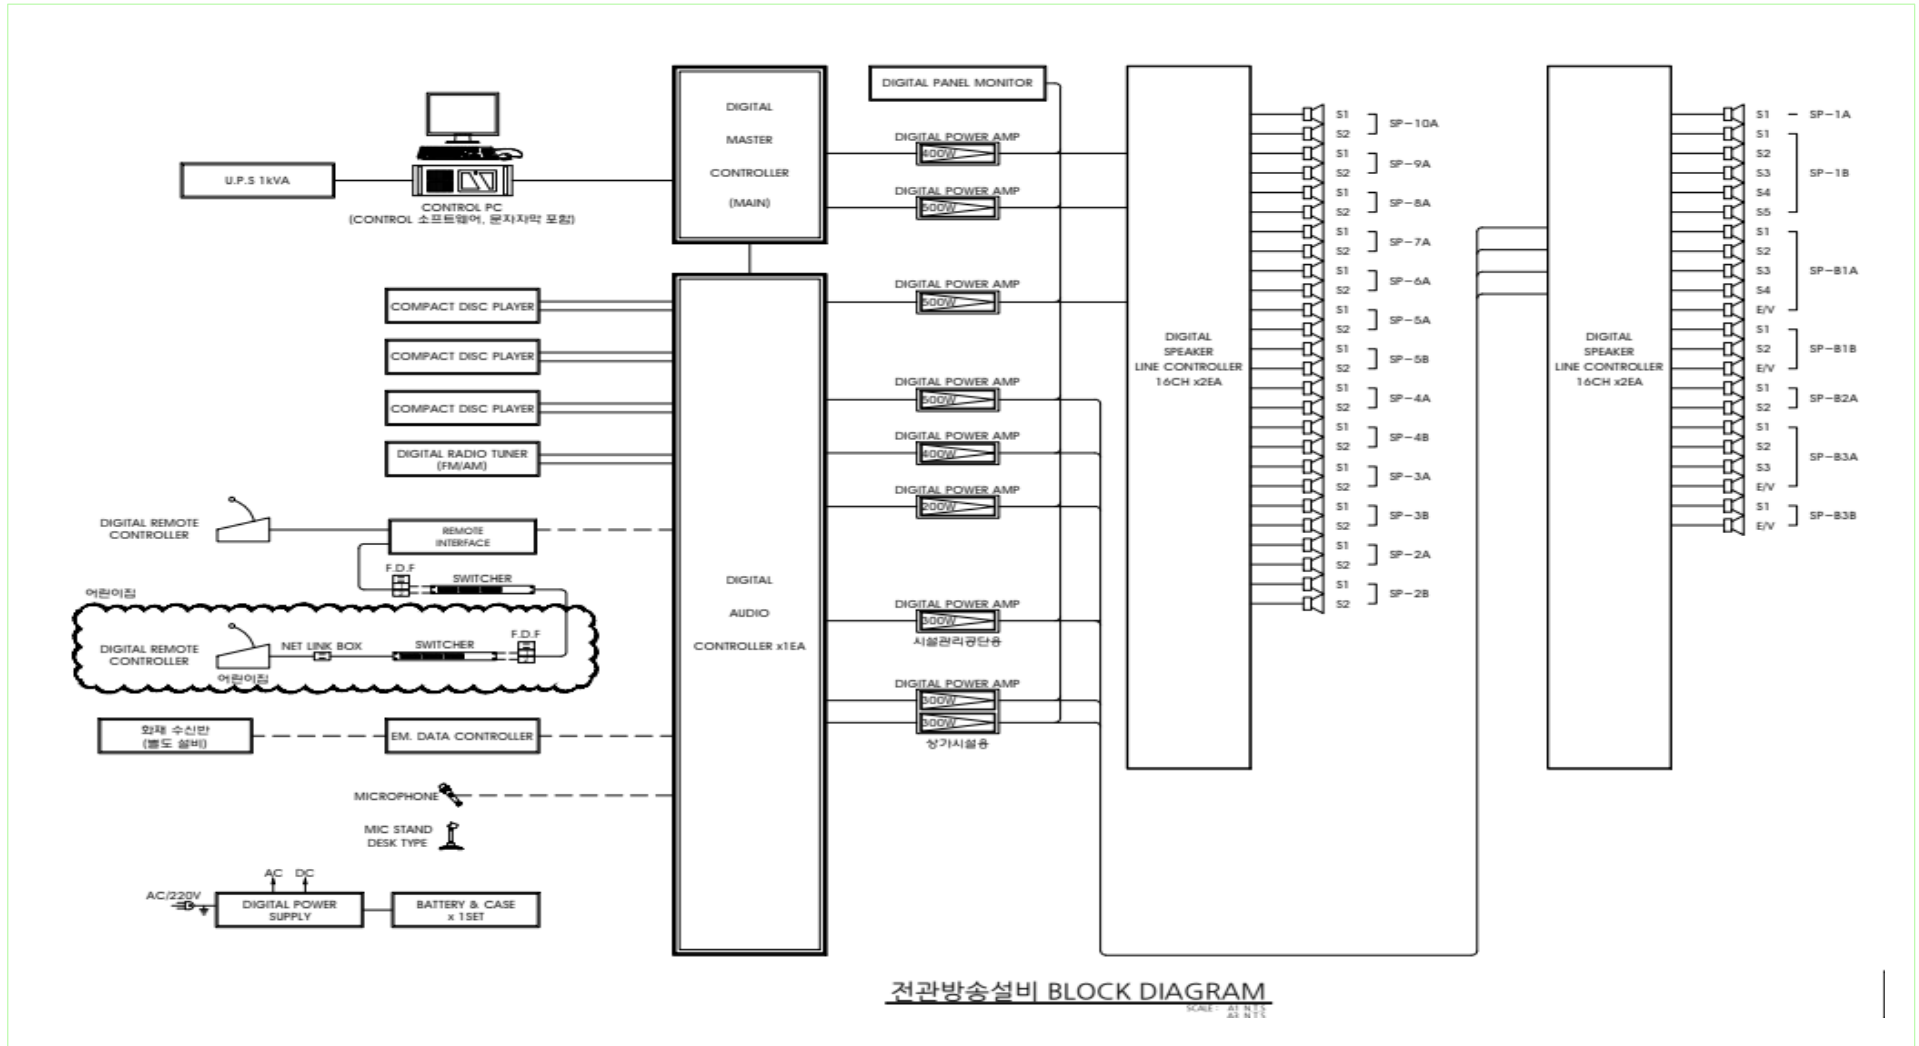 DIGITAL
MASTER
CONTROLLER
(MAIN)
U.P.S 1kVA
CONTROL PC
(CONTROL 소프트웨어, 문자자막 포함)
COMPACT DISC PLAYER
COMPACT DISC PLAYER
COMPACT DISC PLAYER
DIGITAL RADIO TUNER
(FM/AM)
DIGITAL REMOTE
CONTROLLER
REMOTE
INTERFACE
F.D.F
SWITCHER
어린이집
DIGITAL REMOTE
CONTROLLER
NET LINK BOX
SWITCHER
F.D.F
어린이집
화재 수신반
(별도 설비)
EM. DATA CONTROLLER
MICROPHONE
MIC STAND
DESK TYPE
AC/220V
AC DC
DIGITAL POWER
SUPPLY
BATTERY & CASE
x 1SET
DIGITAL
AUDIO
CONTROLLER x1EA
DIGITAL PANEL MONITOR
DIGITAL POWER AMP
400W
DIGITAL POWER AMP
500W
DIGITAL POWER AMP
500W
DIGITAL POWER AMP
500W
DIGITAL POWER AMP
400W
DIGITAL POWER AMP
200W
DIGITAL POWER AMP
300W
시설관리공단용
DIGITAL POWER AMP
300W
300W
상가시설용
DIGITAL
SPEAKER
LINE CONTROLLER
16CH x2EA
S1
S2
SP-10A
S1
S2
SP-9A
S1
S2
SP-8A
S1
S2
SP-7A
S1
S2
SP-6A
S1
S2
SP-5A
S1
S2
SP-5B
S1
S2
SP-4A
S1
S2
SP-4B
S1
S2
SP-3A
S1
S2
SP-3B
S1
S2
SP-2A
S1
S2
SP-2B
DIGITAL
SPEAKER
LINE CONTROLLER
16CH x2EA
S1 - SP-1A
S1
S2
S3
S4
S5
SP-1B
S1
S2
S3
S4
E/V
SP-B1A
S1
S2
E/V
SP-B1B
S1
S2
SP-B2A
S1
S2
S3
E/V
SP-B3A
S1
E/V
SP-B3B
전관방송설비 BLOCK DIAGRAM
SCALE : A1 N.T.S
A3 N.T.S